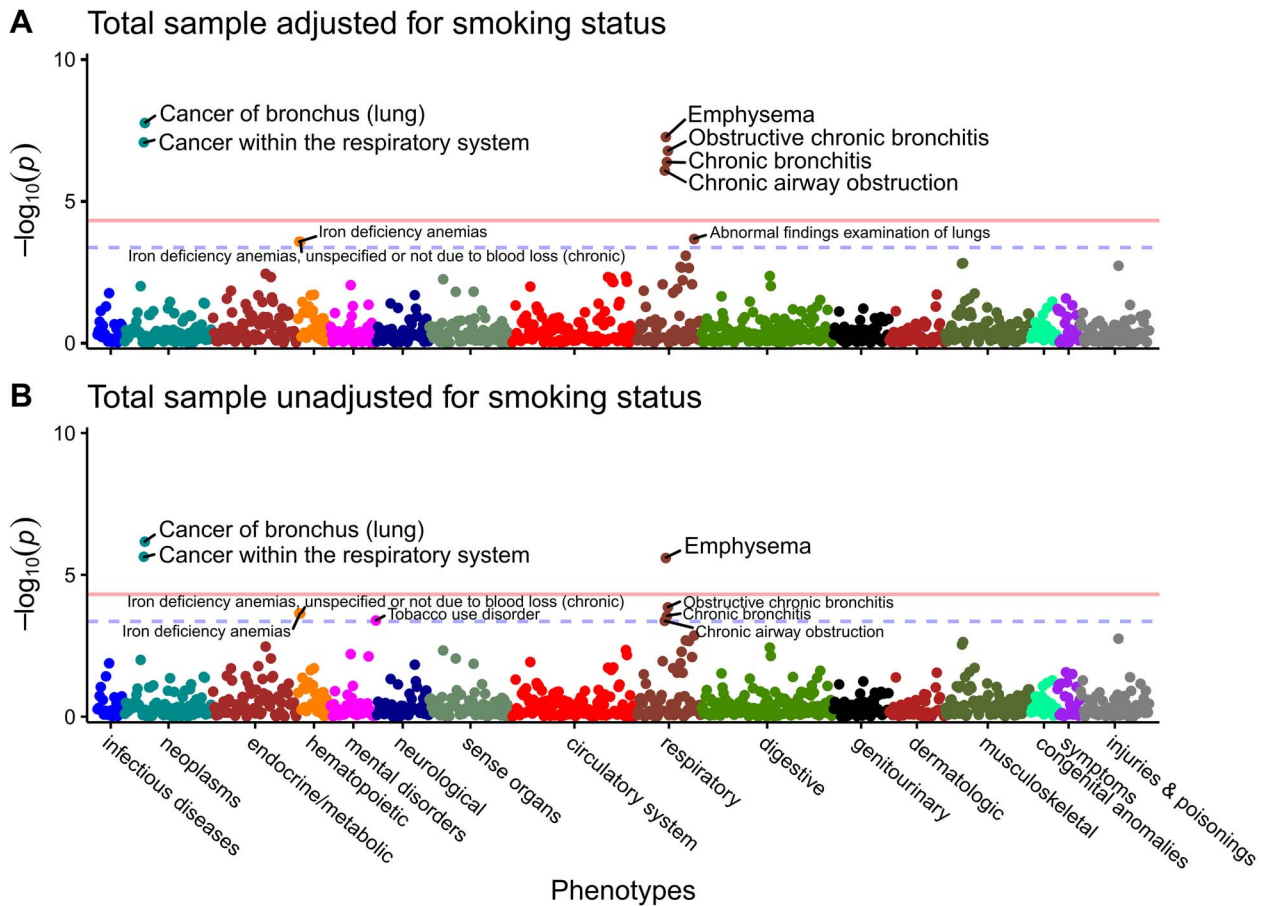 A Total sample adjusted for smoking status
10
Cancer of bronchus (lung)
Emphysema
Cancer within the respiratory system
Obstructive chronic bronchitis
Chronic bronchitis
Chronic airway obstruction
−log10(p)
5
Iron deficiency anemias
Abnormal findings examination of lungs
Iron deficiency anemias, unspecified or not due to blood loss (chronic)
0
B Total sample unadjusted for smoking status
10
Cancer of bronchus (lung)
Emphysema
Cancer within the respiratory system
−log10(p)
5
Iron deficiency anemias, unspecified or not due to blood loss (chronic)
Obstructive chronic bronchitis
Tobacco use disorder
Chronic bronchitis
Iron deficiency anemias
Chronic airway obstruction
0
infectious diseases
neoplasms
endocrine/metabolic
hematopoietic
mental disorders
neurological
sense organs
circulatory system
respiratory
digestive
genitourinary
dermatologic
musculoskeletal
congenital anomalies
symptoms
injuries & poisonings
Phenotypes